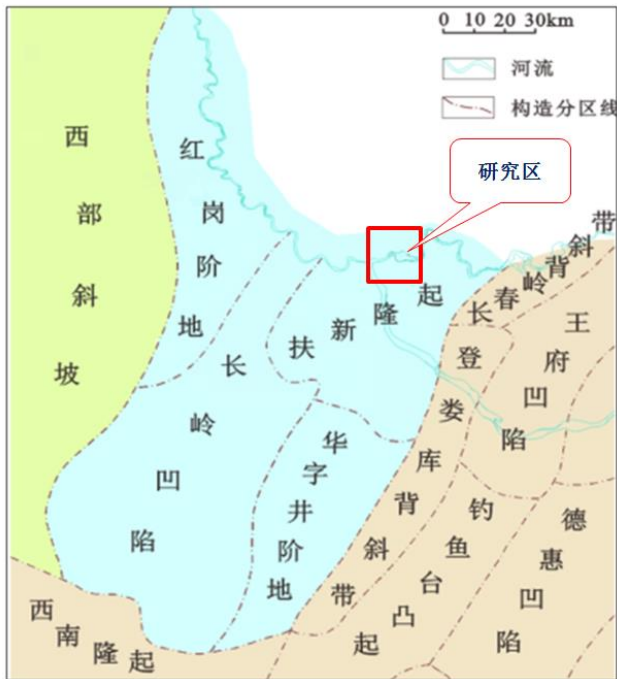 0 10 20 30km
河流
构造分区线
研究区
西部斜坡
红岗阶地
长岭凹陷
扶新隆起
华字井阶地
长春岭背斜带
登娄库背斜带
王府凹陷
钓鱼台凸起
德惠凹陷
西南隆起